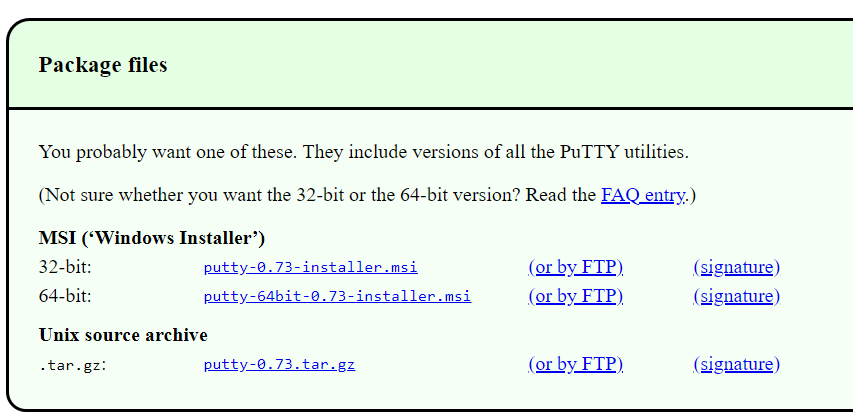 Package files
You probably want one of these. They include versions of all the PuTTY utilities.
(Not sure whether you want the 32-bit or the 64-bit version? Read the FAQ entry.)
MSI (‘Windows Installer’)
32-bit: putty-0.73-installer.msi (or by FTP) (signature)
64-bit: putty-64bit-0.73-installer.msi (or by FTP) (signature)
Unix source archive
.tar.gz: putty-0.73.tar.gz (or by FTP) (signature)